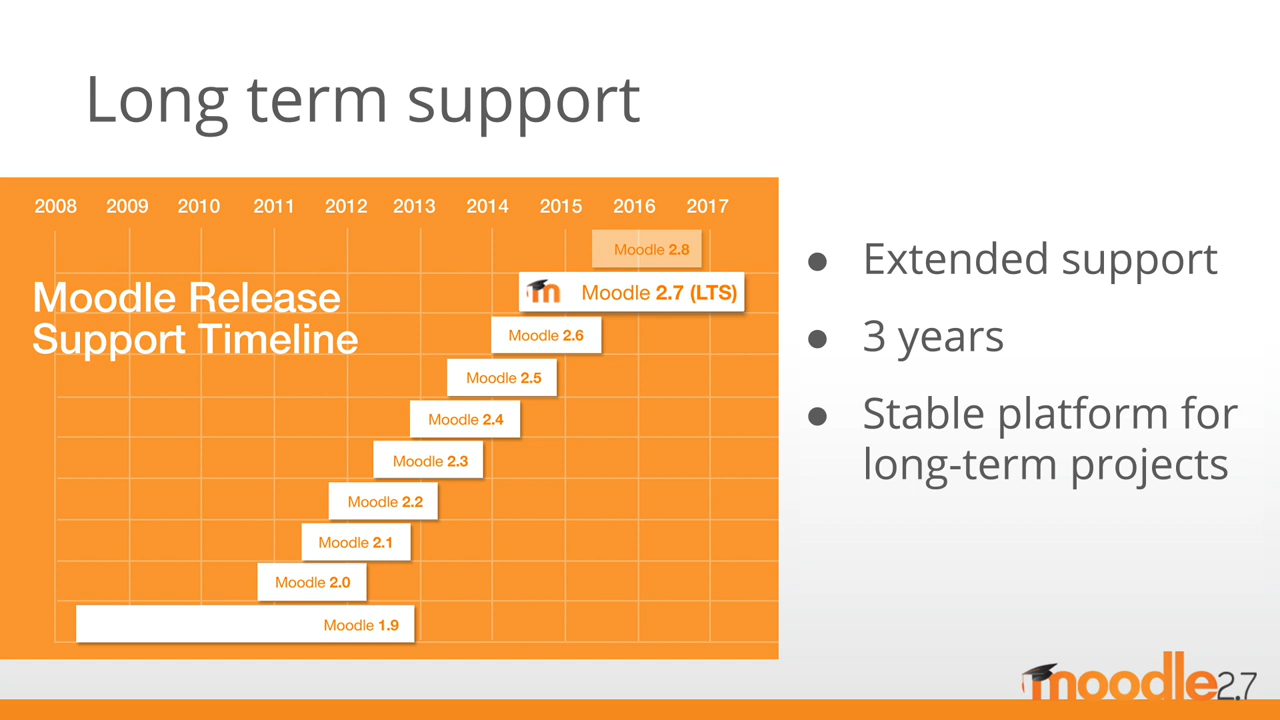 Long term support
2008 2009 2010 2011 2012 2013 2014 2015 2016 2017
Moodle 2.8
Moodle Release
Support Timeline
m Moodle 2.7 (LTS)
Moodle 2.6
Moodle 2.5
Moodle 2.4
Moodle 2.3
Moodle 2.2
Moodle 2.1
Moodle 2.0
Moodle 1.9
● Extended support
● 3 years
● Stable platform for
long-term projects
moodle 2.7